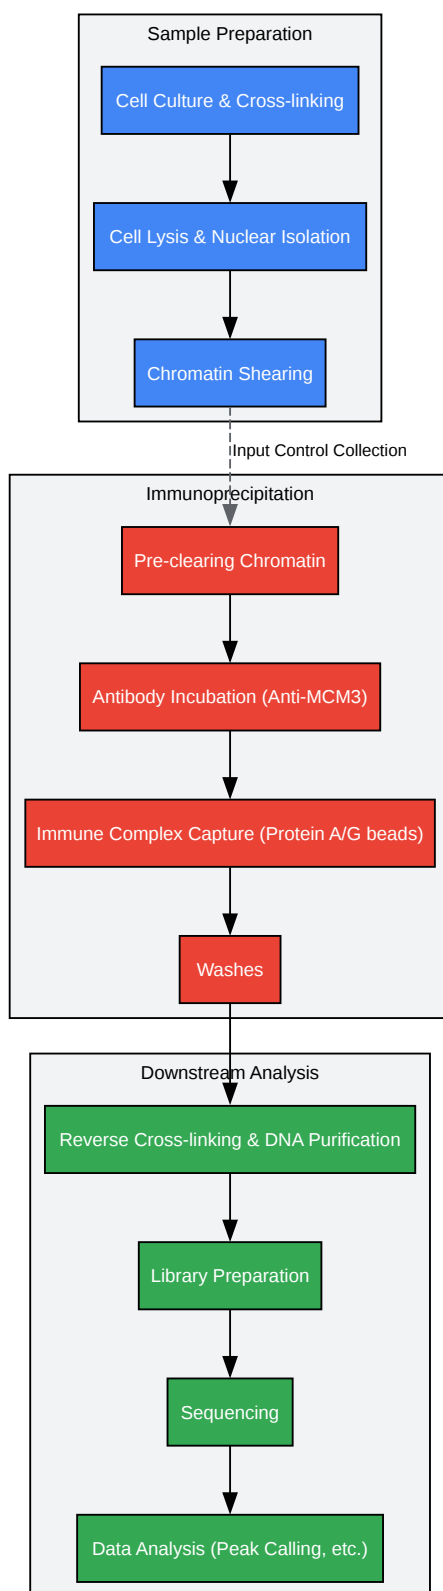 Sample Preparation
Cell Culture & Cross-linking
Cell Lysis & Nuclear Isolation
Chromatin Shearing
Input Control Collection
Immunoprecipitation
Pre-clearing Chromatin
Antibody Incubation (Anti-MCM3)
Immune Complex Capture (Protein A/G beads)
Washes
Downstream Analysis
Reverse Cross-linking & DNA Purification
Library Preparation
Sequencing
Data Analysis (Peak Calling, etc.)